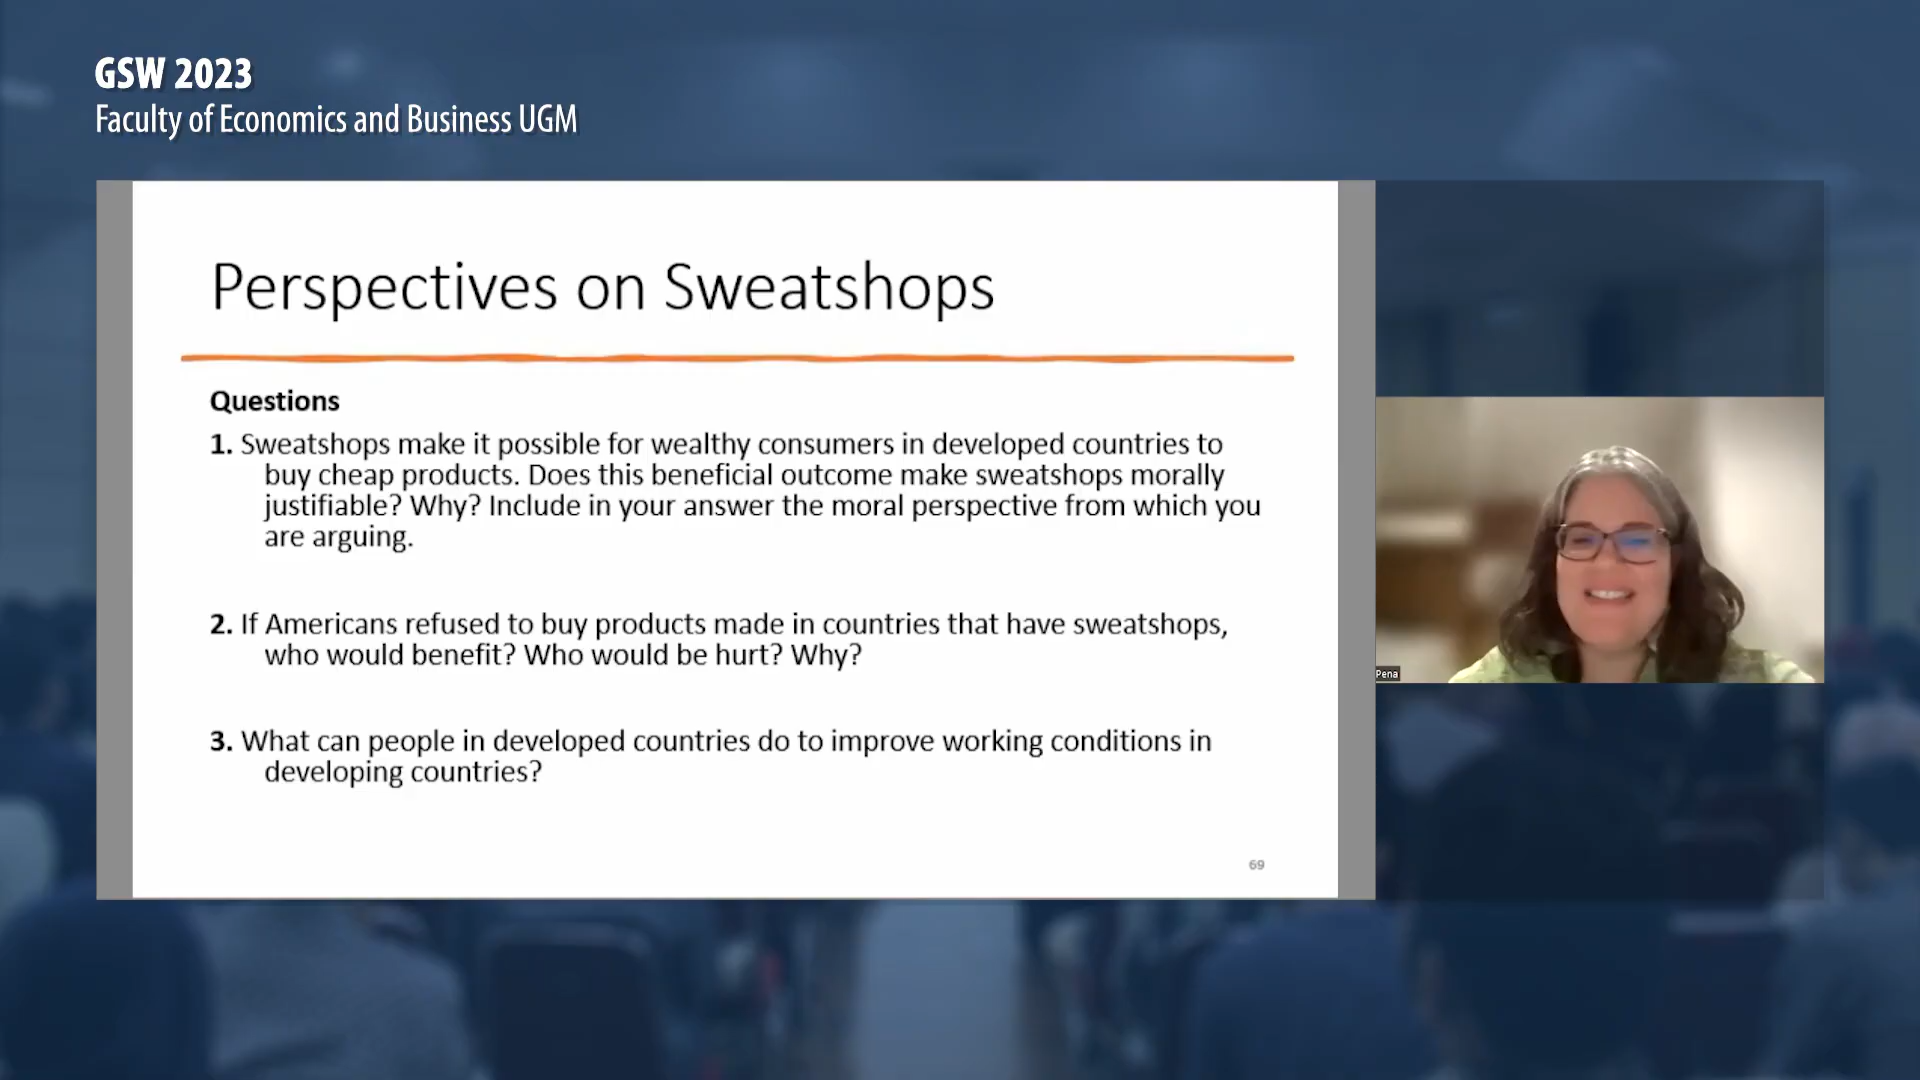 GSW 2023
Faculty of Economics and Business UGM
Perspectives on Sweatshops
Questions
1. Sweatshops make it possible for wealthy consumers in developed countries to
buy cheap products. Does this beneficial outcome make sweatshops morally
justifiable? Why? Include in your answer the moral perspective from which you
are arguing.
2. If Americans refused to buy products made in countries that have sweatshops,
who would benefit? Who would be hurt? Why?
3. What can people in developed countries do to improve working conditions in
developing countries?
69
Pena